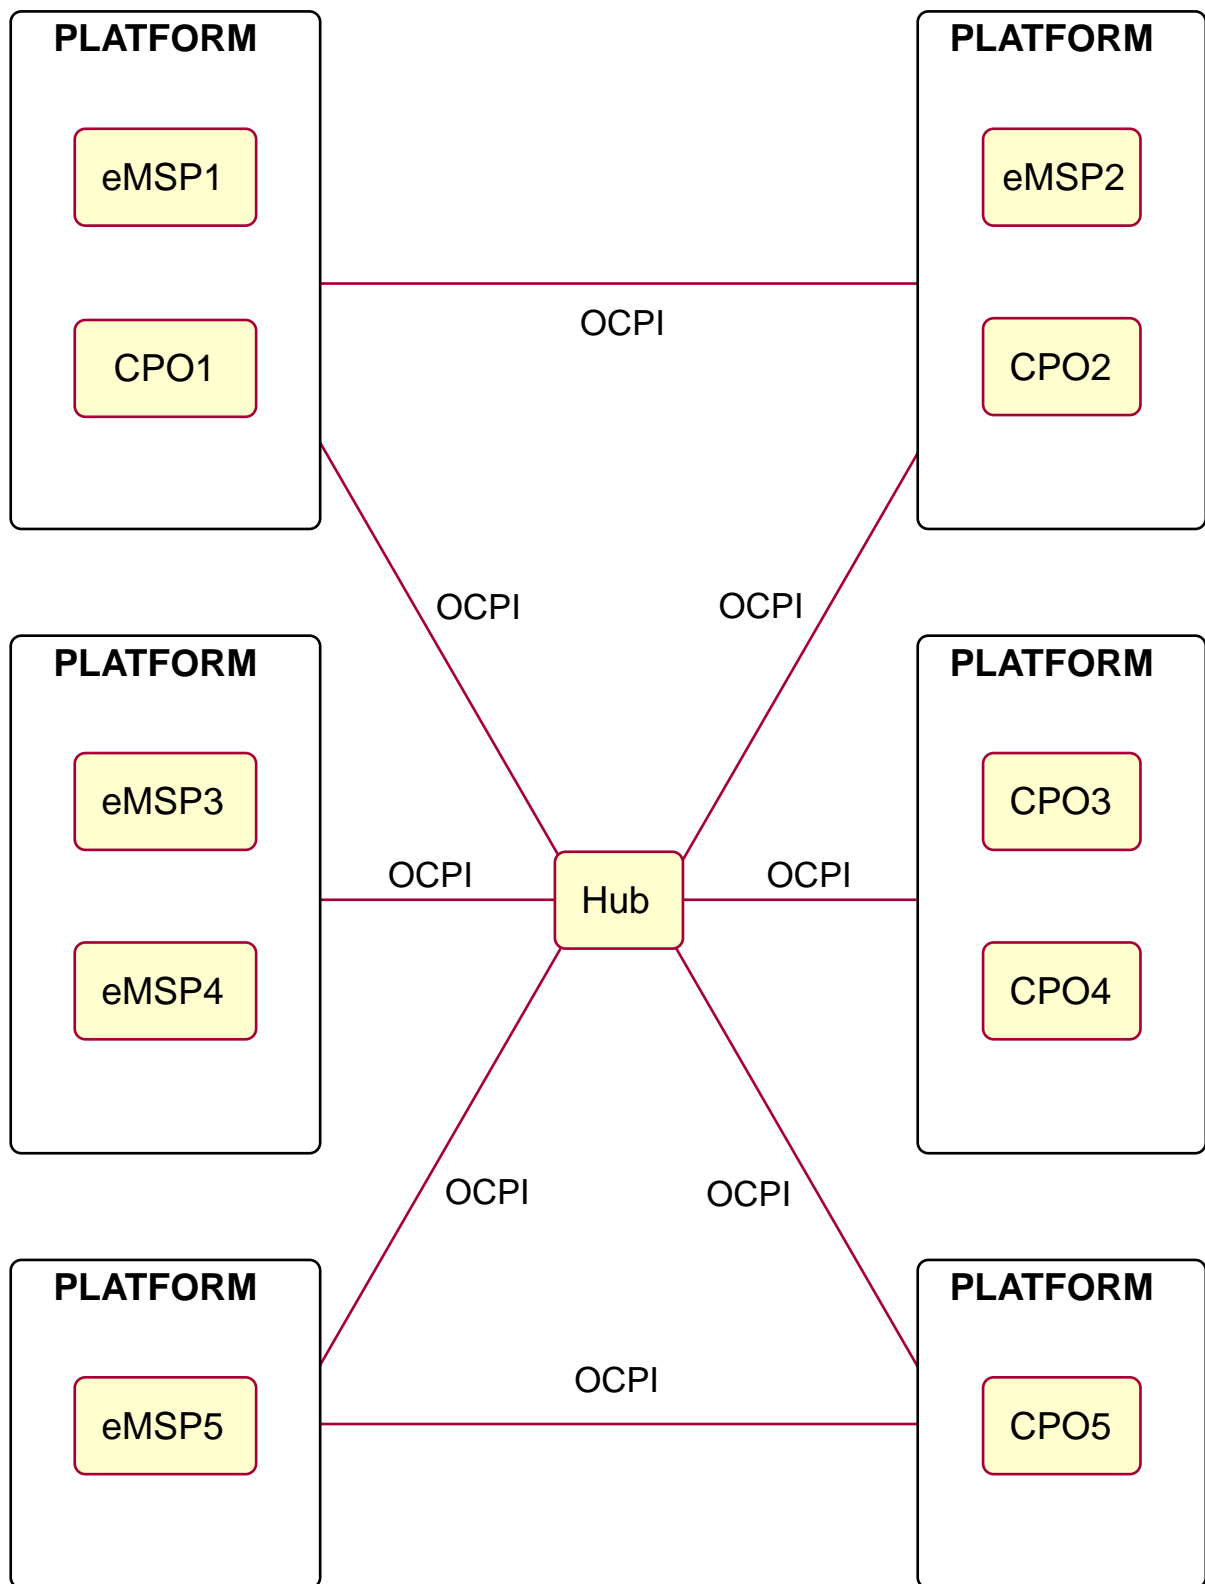 PLATFORM
PLATFORM
eMSP1
eMSP2
OCPI
CPO1
CPO2
OCPI
OCPI
PLATFORM
PLATFORM
eMSP3
CPO3
OCPI
OCPI
Hub
eMSP4
CPO4
OCPI
OCPI
PLATFORM
PLATFORM
OCPI
eMSP5
CPO5